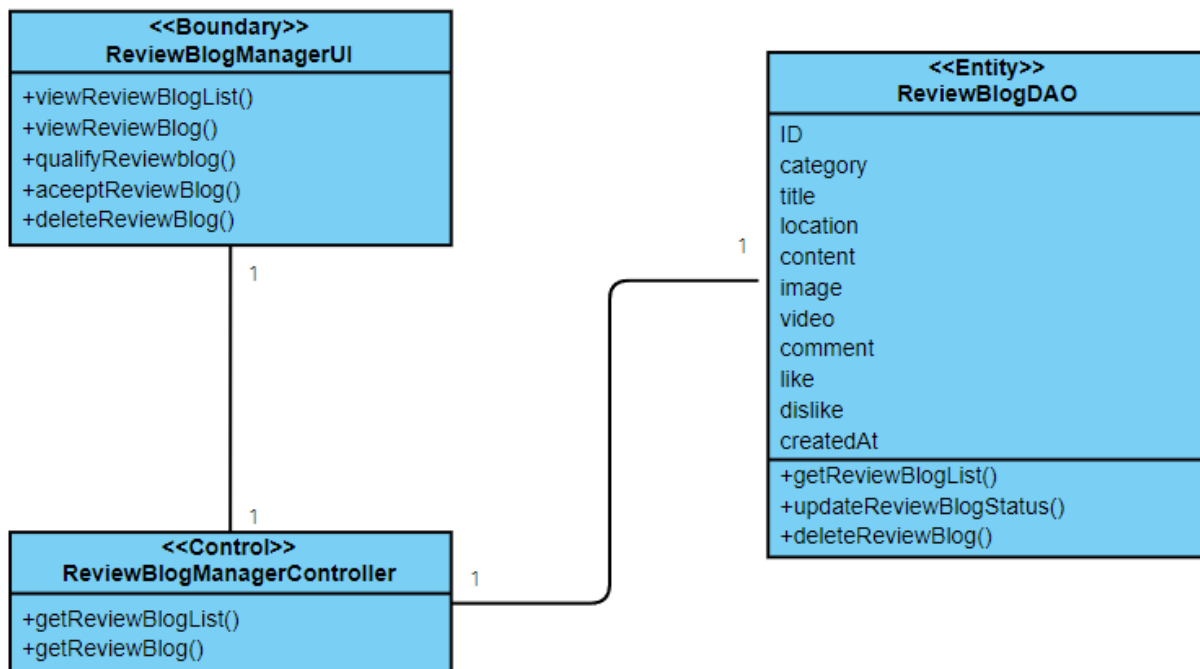 <<Boundary>>
ReviewBlogManagerUI
+viewReviewBlogList()
+viewReviewBlog()
+qualifyReviewblog()
+aceeptReviewBlog()
+deleteReviewBlog()
1
1
<<Control>>
ReviewBlogManagerController
+getReviewBlogList()
+getReviewBlog()
1
1
<<Entity>>
ReviewBlogDAO
ID
category
title
location
content
image
video
comment
like
dislike
createdAt
+getReviewBlogList()
+updateReviewBlogStatus()
+deleteReviewBlog()